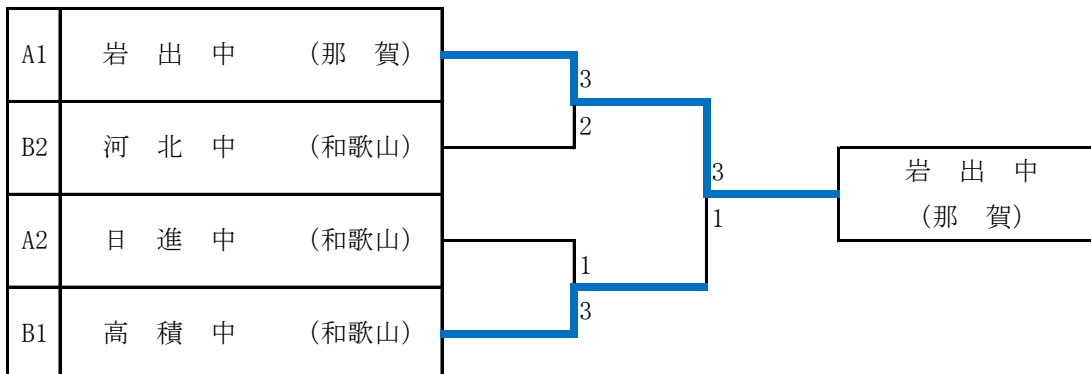 A1 岩 出 中 (那 賀)
3
2
B2 河 北 中 (和歌山)
3
1
岩 出 中
(那 賀)
A2 日 進 中 (和歌山)
1
3
B1 高 積 中 (和歌山)